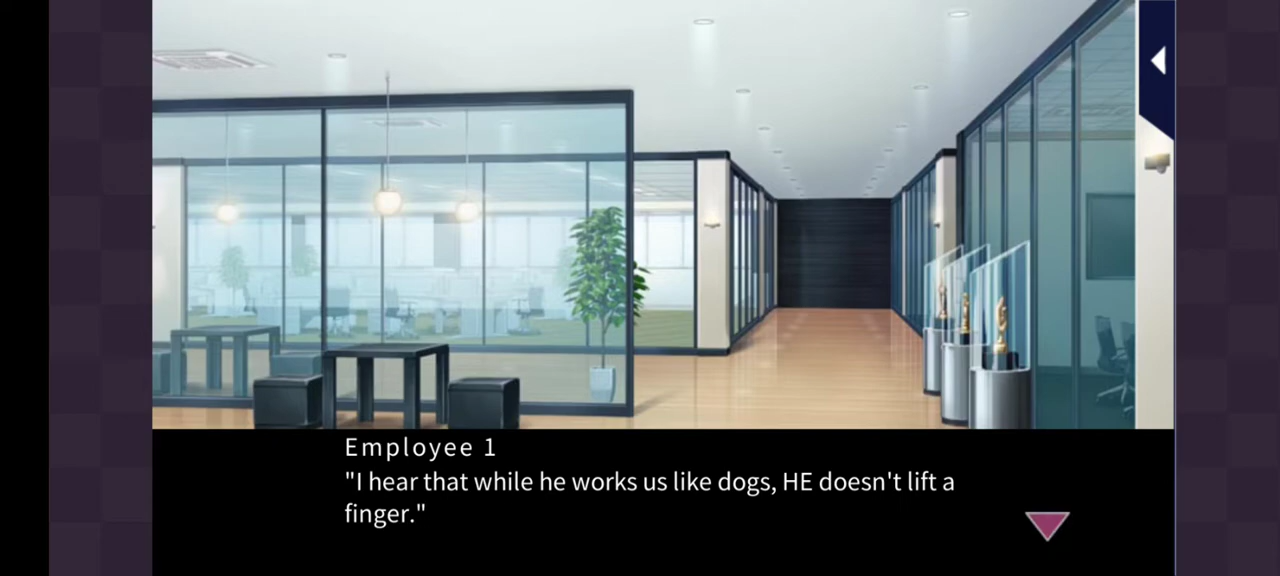 Employee 1
"I hear that while he works us like dogs, HE doesn't lift a
finger."